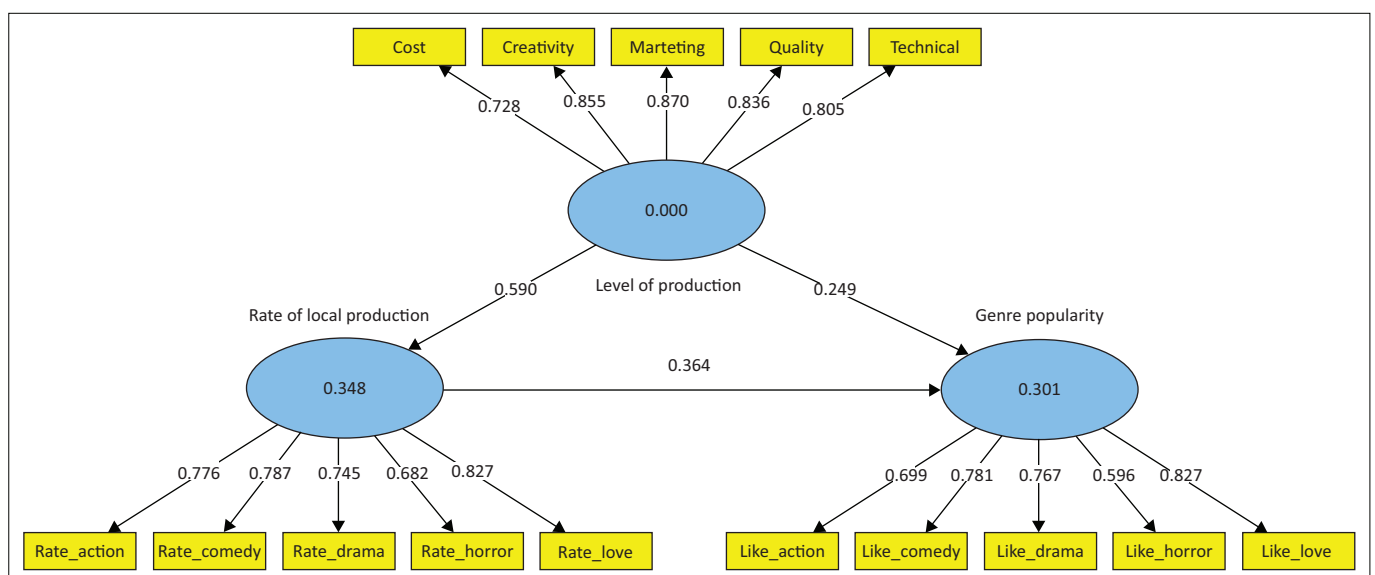 Cost Creativity Marteting Quality Technical
0.728 0.855 0.870 0.836 0.805
0.000
Level of production
0.590 0.249
Rate of local production Genre popularity
0.364
0.348 0.301
0.776 0.787 0.745 0.682 0.827 0.699 0.781 0.767 0.596 0.827
Rate_action Rate_comedy Rate_drama Rate_horror Rate_love Like_action Like_comedy Like_drama Like_horror Like_love